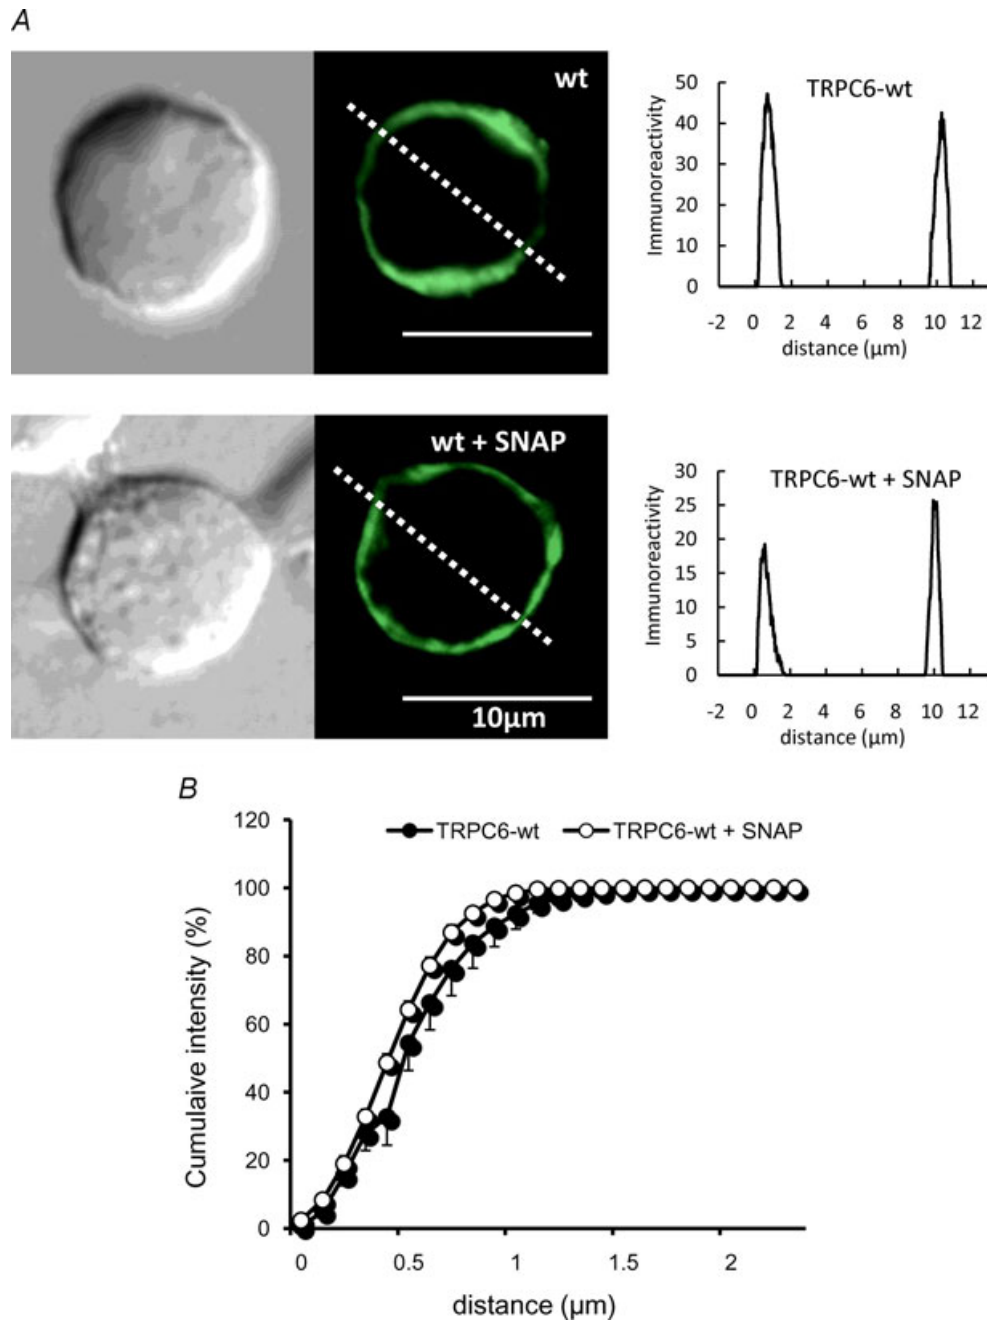 A
wt
TRPC6-wt
50
40
30
20
10
0
Immunoreactivity
-2 0 2 4 6 8 10 12
distance (µm)
wt + SNAP
10µm
TRPC6-wt + SNAP
30
25
20
15
10
5
0
Immunoreactivity
-2 0 2 4 6 8 10 12
distance (µm)
B
TRPC6-wt TRPC6-wt + SNAP
120
100
80
60
40
20
0
Cumulaive intensity (%)
0 0.5 1 1.5 2
distance (µm)